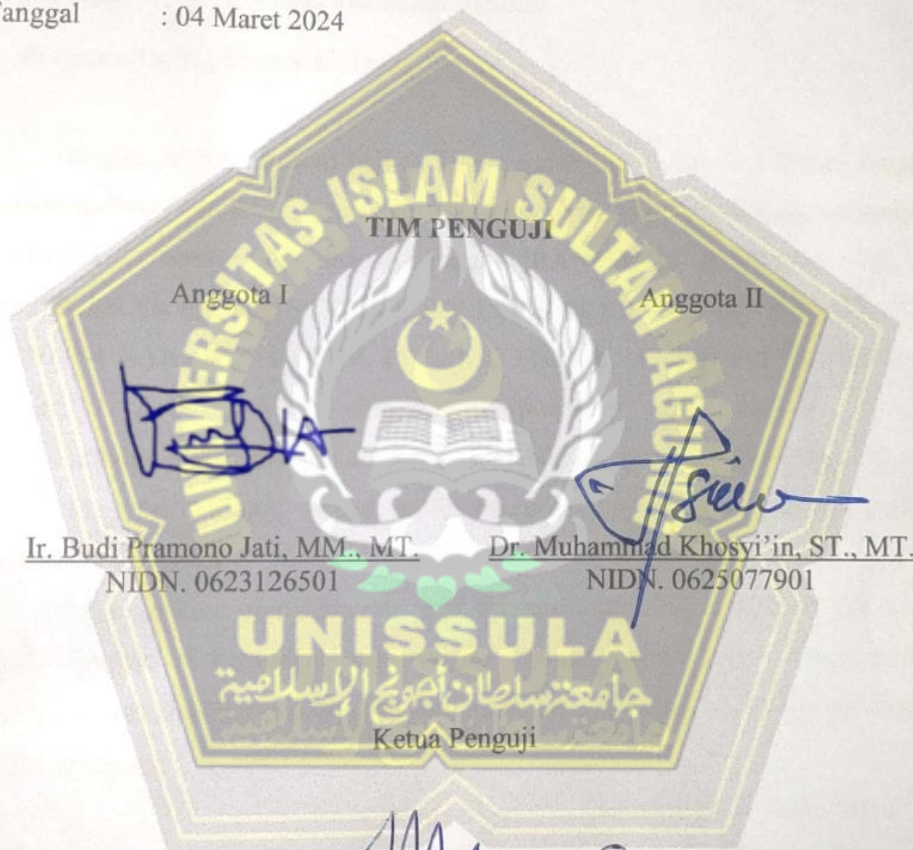 Tanggal : 04 Maret 2024
UNIVERSITAS ISLAM SULTAN AGUNG
TIM PENGUJI
Anggota I Anggota II
Ir. Budi Pramono Jati, MM., MT. Dr. Muhammad Khosyi'in, ST., MT.
NIDN. 0623126501 NIDN. 0625077901
UNISSULA
جامعة سلطان أجونج الإسلامية
Ketua Penguji